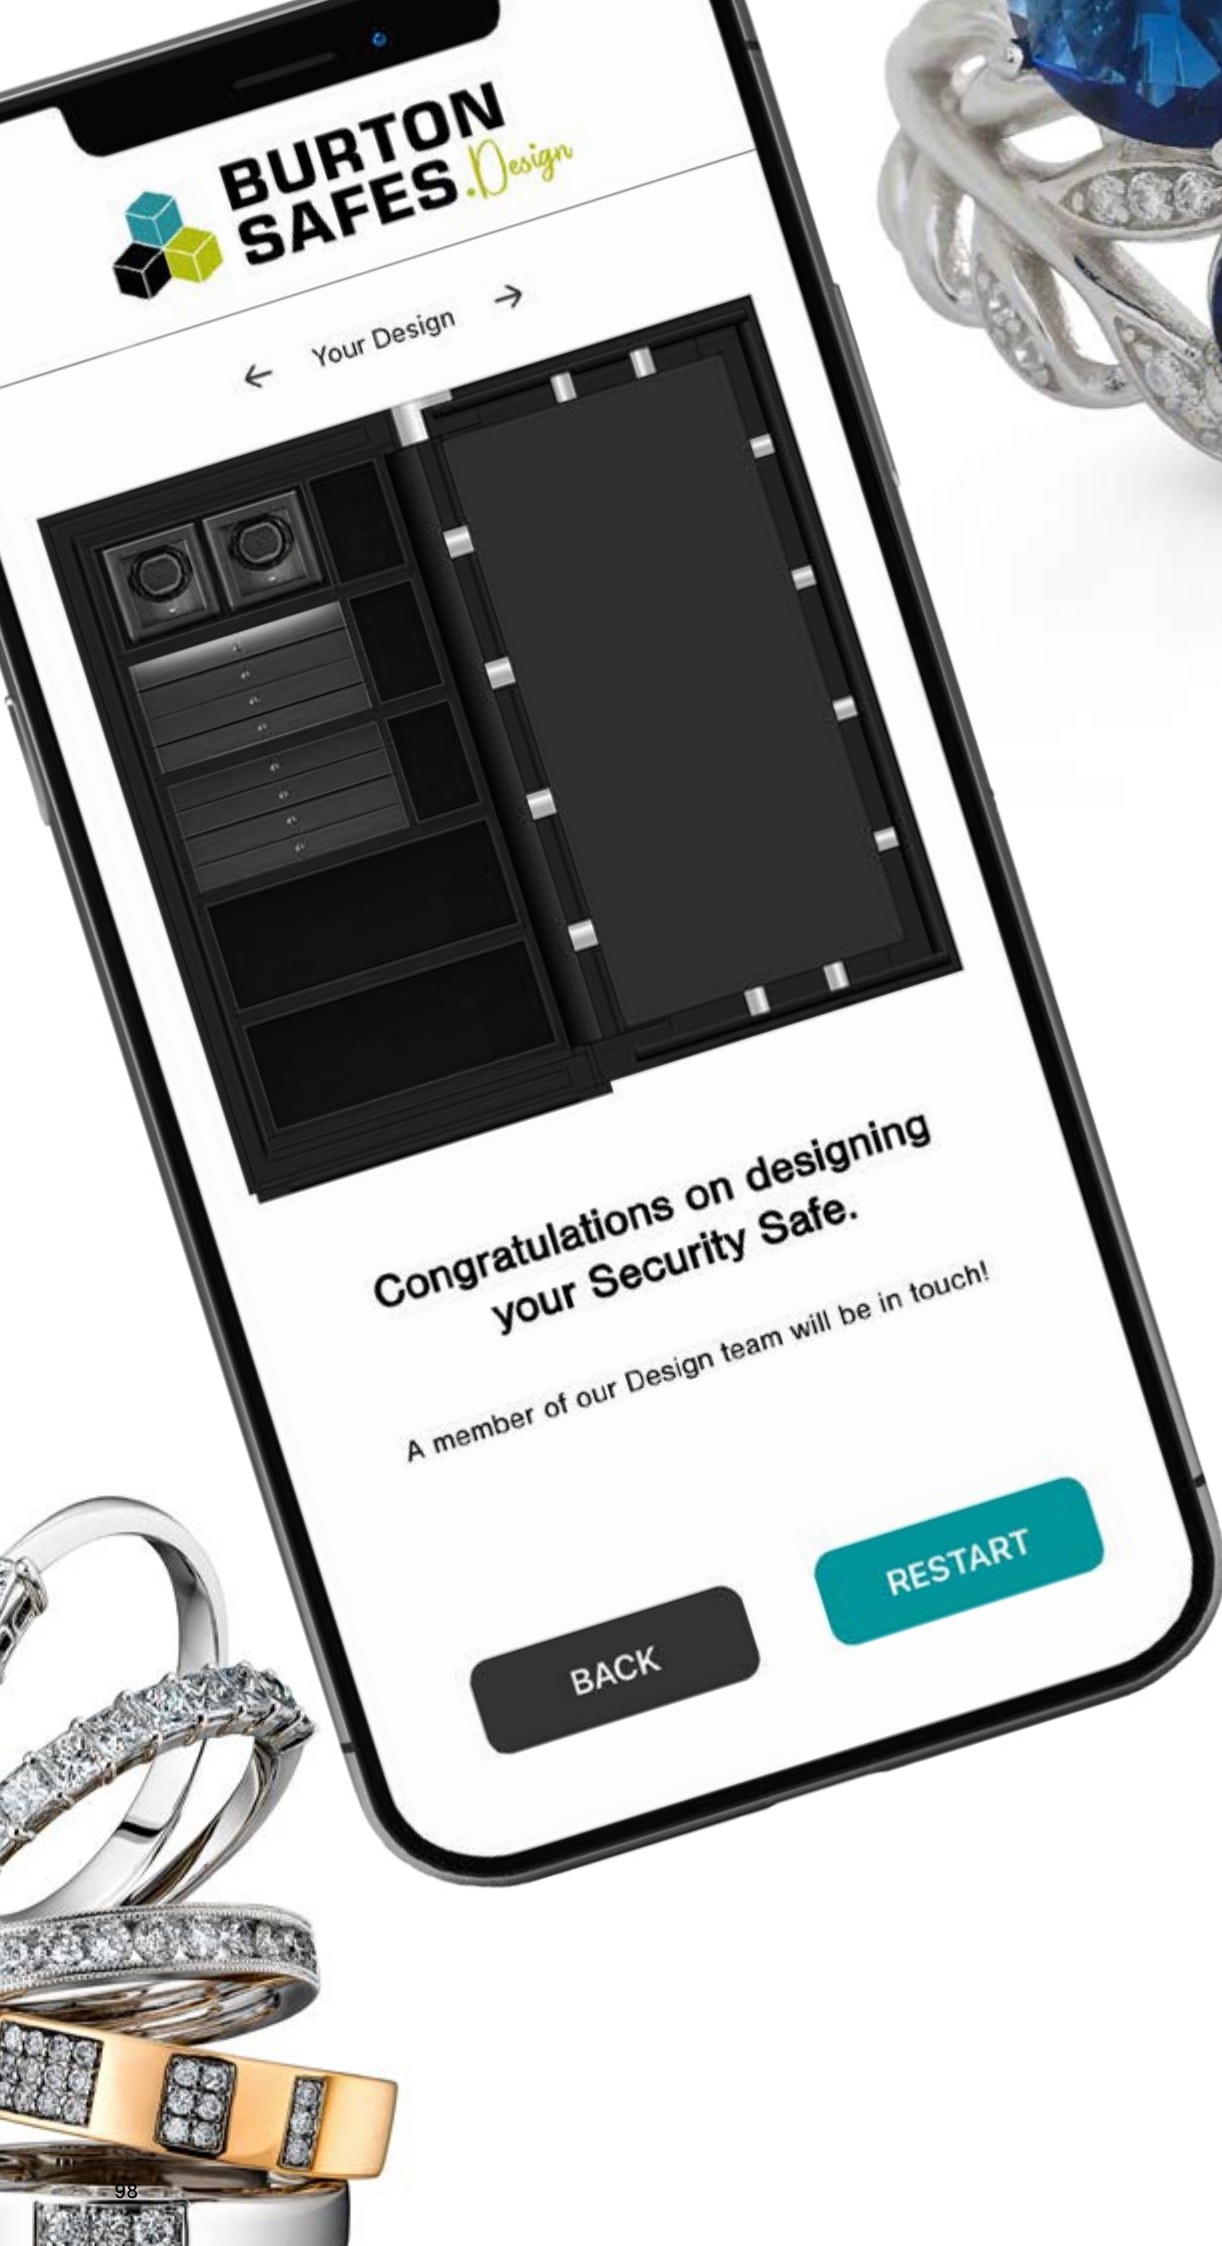 BURTON
SAFES.Design
← Your Design →
Congratulations on designing
your Security Safe.
A member of our Design team will be in touch!
RESTART
BACK
98